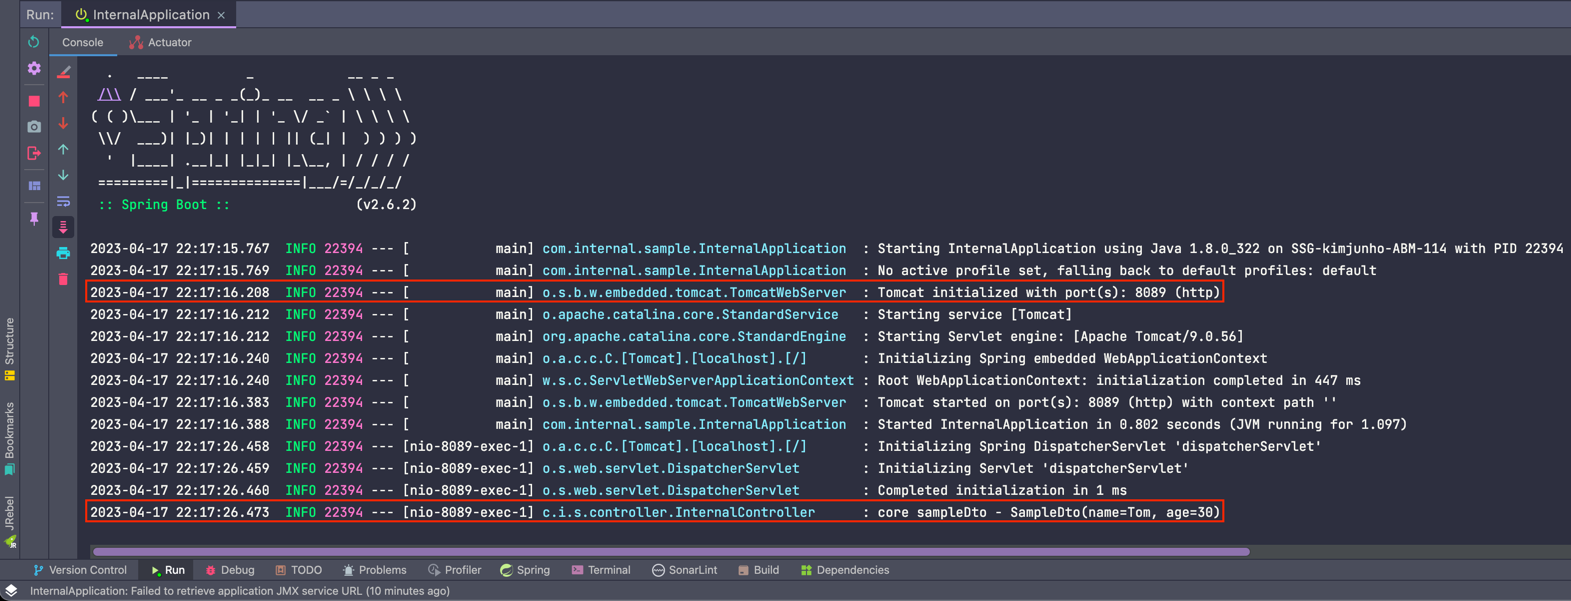 Run: InternalApplication ×
Console Actuator
  .   ____          _            __ _ _
 /\\ / ___'_ __ _ _(_)_ __  __ _ \ \ \ \
( ( )\___ | '_ | '_| | '_ \/ _` | \ \ \ \
 \\/  ___)| |_)| | | | | || (_| |  ) ) ) )
  '  |____| .__|_| |_|_| |_\__, | / / / /
 =========|_|==============|___/=/_/_/_/
 :: Spring Boot ::                (v2.6.2)
2023-04-17 22:17:15.767  INFO 22394 --- [           main] com.internal.sample.InternalApplication  : Starting InternalApplication using Java 1.8.0_322 on SSG-kimjunho-ABM-114 with PID 22394
2023-04-17 22:17:15.769  INFO 22394 --- [           main] com.internal.sample.InternalApplication  : No active profile set, falling back to default profiles: default
2023-04-17 22:17:16.208  INFO 22394 --- [           main] o.s.b.w.embedded.tomcat.TomcatWebServer  : Tomcat initialized with port(s): 8089 (http)
2023-04-17 22:17:16.212  INFO 22394 --- [           main] o.apache.catalina.core.StandardService   : Starting service [Tomcat]
2023-04-17 22:17:16.212  INFO 22394 --- [           main] org.apache.catalina.core.StandardEngine  : Starting Servlet engine: [Apache Tomcat/9.0.56]
2023-04-17 22:17:16.240  INFO 22394 --- [           main] o.a.c.c.C.[Tomcat].[localhost].[/]       : Initializing Spring embedded WebApplicationContext
2023-04-17 22:17:16.240  INFO 22394 --- [           main] w.s.c.ServletWebServerApplicationContext : Root WebApplicationContext: initialization completed in 447 ms
2023-04-17 22:17:16.383  INFO 22394 --- [           main] o.s.b.w.embedded.tomcat.TomcatWebServer  : Tomcat started on port(s): 8089 (http) with context path ''
2023-04-17 22:17:16.388  INFO 22394 --- [           main] com.internal.sample.InternalApplication  : Started InternalApplication in 0.802 seconds (JVM running for 1.097)
2023-04-17 22:17:26.458  INFO 22394 --- [nio-8089-exec-1] o.a.c.c.C.[Tomcat].[localhost].[/]       : Initializing Spring DispatcherServlet 'dispatcherServlet'
2023-04-17 22:17:26.459  INFO 22394 --- [nio-8089-exec-1] o.s.web.servlet.DispatcherServlet        : Initializing Servlet 'dispatcherServlet'
2023-04-17 22:17:26.460  INFO 22394 --- [nio-8089-exec-1] o.s.web.servlet.DispatcherServlet        : Completed initialization in 1 ms
2023-04-17 22:17:26.473  INFO 22394 --- [nio-8089-exec-1] c.i.s.controller.InternalController      : core sampleDto - SampleDto(name=Tom, age=30)
Structure
Bookmarks
JRebel
Version Control Run Debug TODO Problems Profiler Spring Terminal SonarLint Build Dependencies
InternalApplication: Failed to retrieve application JMX service URL (10 minutes ago)